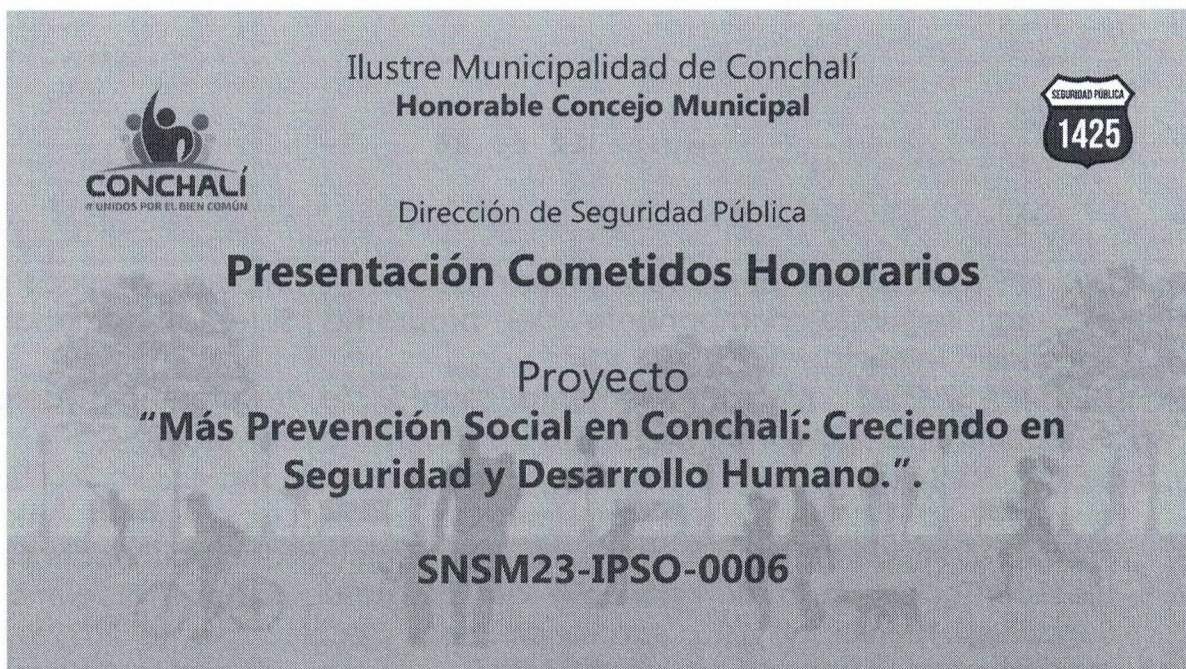 Ilustre Municipalidad de Conchalí
Honorable Concejo Municipal
SEGURIDAD PÚBLICA
1425
CONCHALÍ
# UNIDOS POR EL BIEN COMÚN
Dirección de Seguridad Pública
Presentación Cometidos Honorarios
Proyecto
“Más Prevención Social en Conchalí: Creciendo en
Seguridad y Desarrollo Humano.”.
SNSM23-IPSO-0006